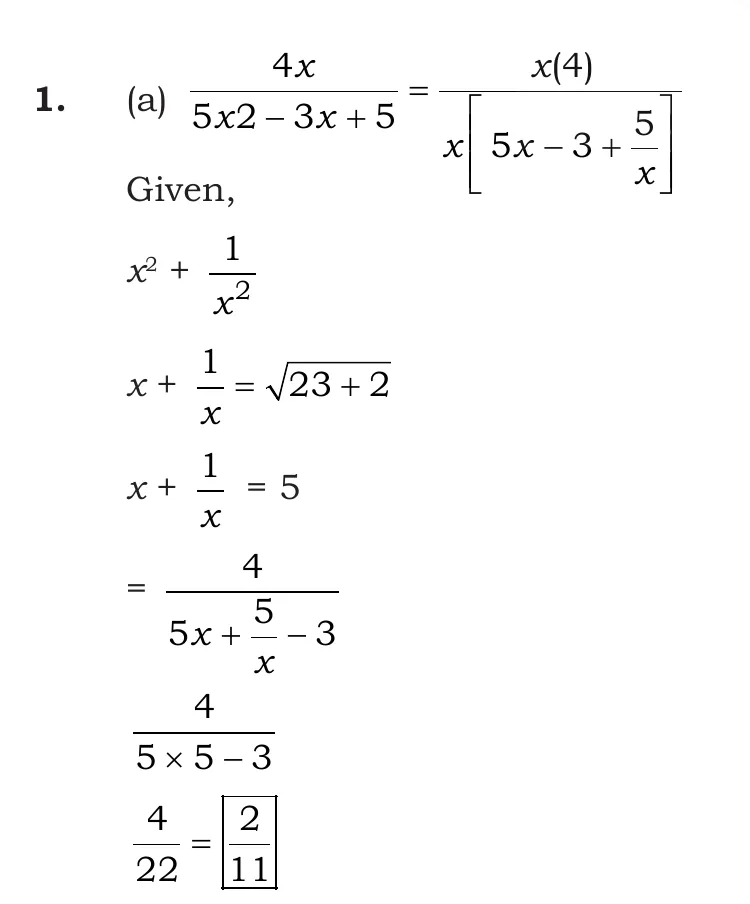 1. (a) 4x / 5x2 − 3x + 5 = x(4) / x[5x − 3 + 5/x]
Given,
x² + 1/x²
x + 1/x = √(23 + 2)
x + 1/x = 5
= 4 / 5x + 5/x − 3
4 / 5 × 5 − 3
4/22 = 2/11